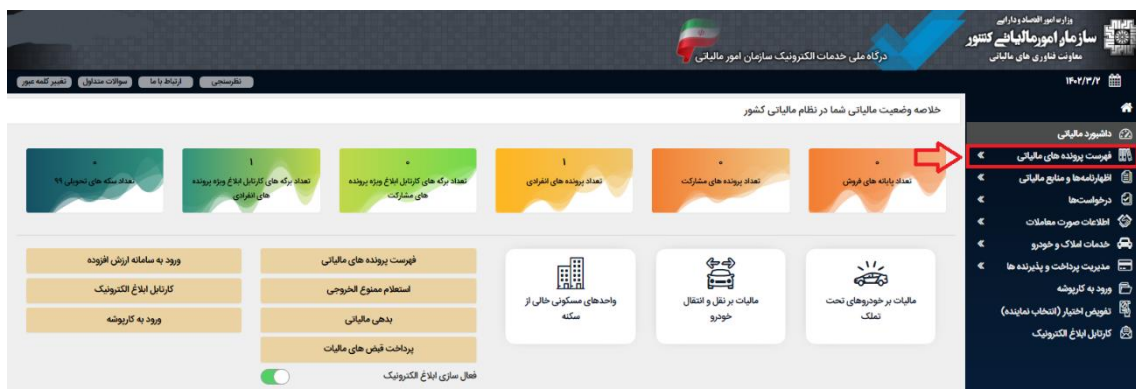 وزارت امور اقتصاد و دارایی
سازمان امور مالیاتی کشور
معاونت فناوری های مالیاتی
درگاه ملی خدمات الکترونیک سازمان امور مالیاتی
۱۴۰۲/۳/۲
نظرسنجی
ارتباط با ما
سوالات متداول
تغییر کلمه عبور
داشبورد مالیاتی
فهرست پرونده های مالیاتی
اظهارنامه‌ها و منابع مالیاتی
درخواست‌ها
اطلاعات صورت معاملات
خدمات املاک و خودرو
مدیریت پرداخت و پذیرنده ها
ورود به کارپوشه
تفویض اختیار (انتخاب نماینده)
کارتابل ابلاغ الکترونیک
خلاصه وضعیت مالیاتی شما در نظام مالیاتی کشور
۰
تعداد پایانه های فروش
۰
تعداد پرونده های مشارکت
۱
تعداد پرونده های انفرادی
۰
تعداد برگه های کارتابل ابلاغ ویژه پرونده
های مشارکت
۱
تعداد برگه های کارتابل ابلاغ ویژه پرونده
های انفرادی
۰
تعداد سکه های تحویلی ۹۹
مالیات بر خودروهای تحت
تملک
مالیات بر نقل و انتقال
خودرو
واحدهای مسکونی خالی از
سکنه
فهرست پرونده های مالیاتی
استعلام ممنوع الخروجی
بدهی مالیاتی
پرداخت قبض های مالیات
فعال سازی ابلاغ الکترونیک
ورود به سامانه ارزش افزوده
کارتابل ابلاغ الکترونیک
ورود به کارپوشه